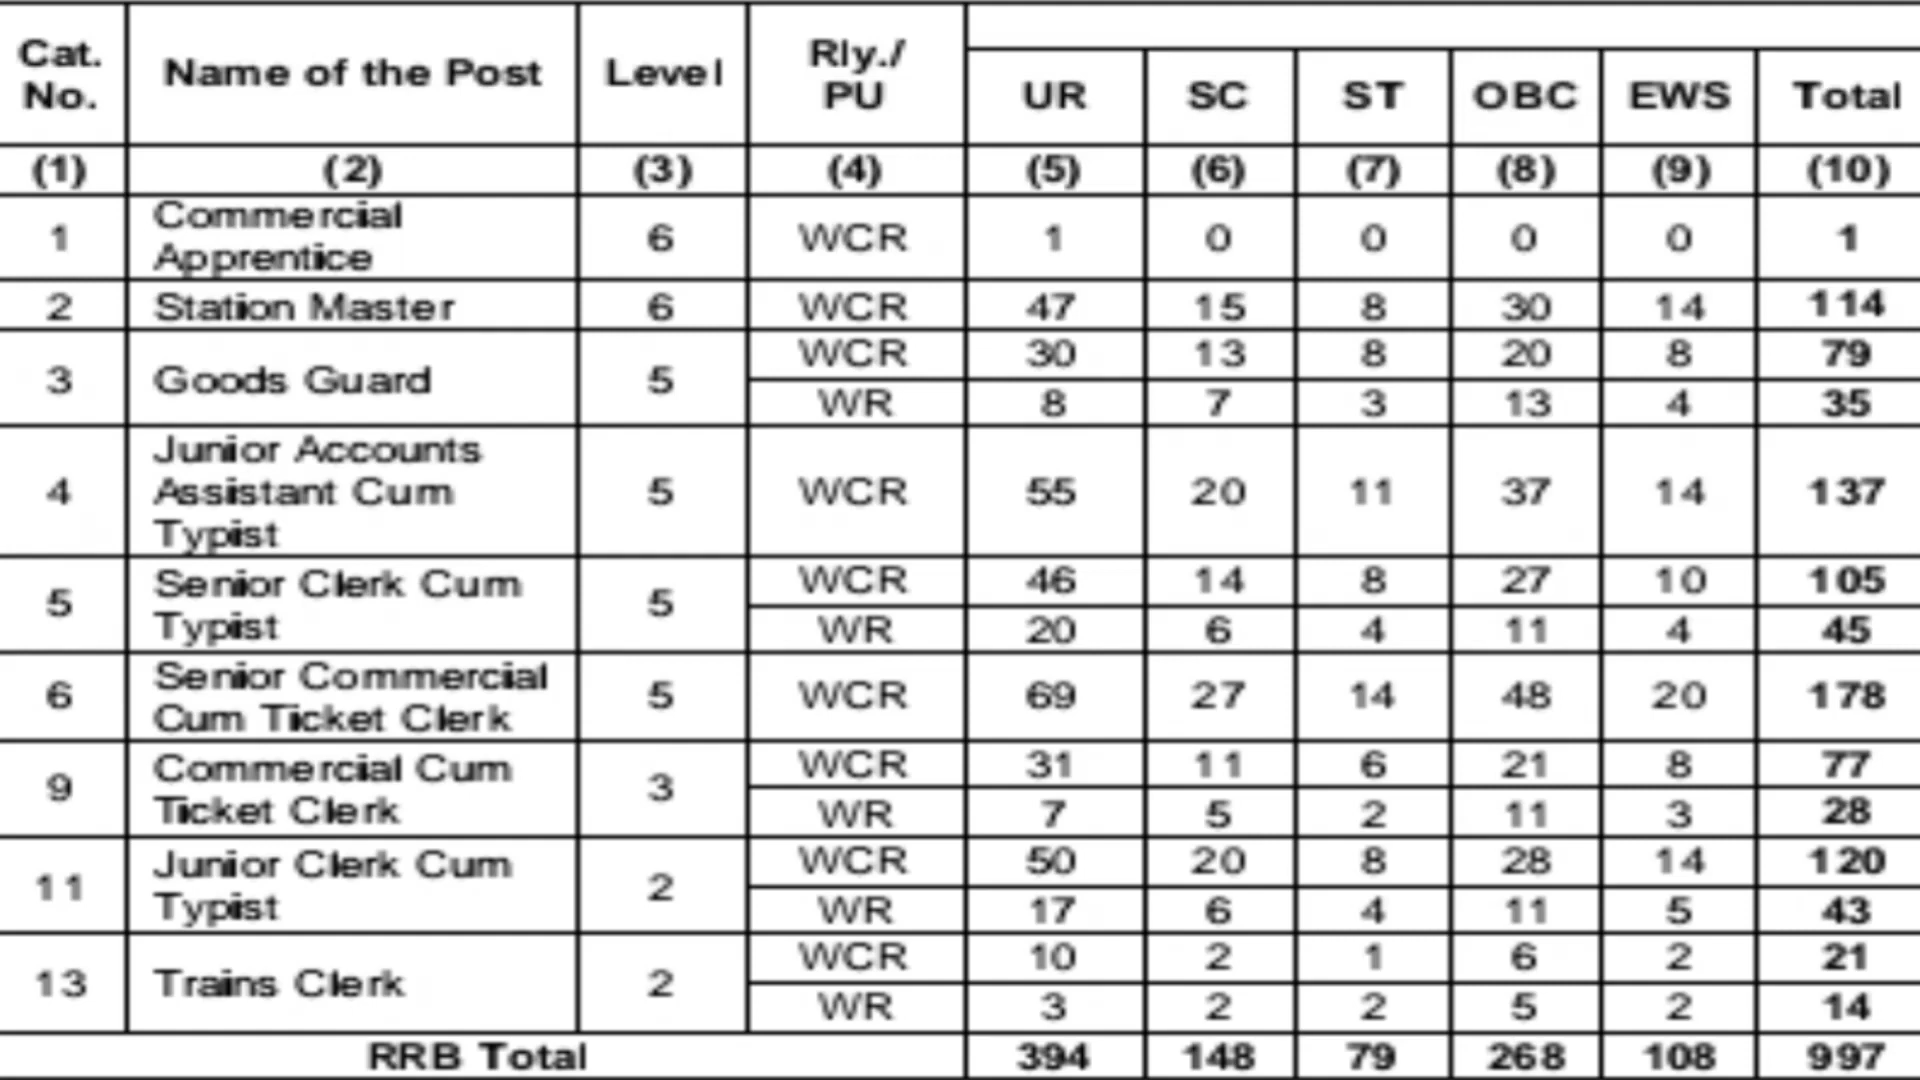 Cat. No. | Name of the Post | Level | Rly./ PU | UR | SC | ST | OBC | EWS | Total
(1) | (2) | (3) | (4) | (5) | (6) | (7) | (8) | (9) | (10)
1 | Commercial Apprentice | 6 | WCR | 1 | 0 | 0 | 0 | 0 | 1
2 | Station Master | 6 | WCR | 47 | 15 | 8 | 30 | 14 | 114
3 | Goods Guard | 5 | WCR | 30 | 13 | 8 | 20 | 8 | 79
WR | 8 | 7 | 3 | 13 | 4 | 35
4 | Junior Accounts Assistant Cum Typist | 5 | WCR | 55 | 20 | 11 | 37 | 14 | 137
5 | Senior Clerk Cum Typist | 5 | WCR | 46 | 14 | 8 | 27 | 10 | 105
WR | 20 | 6 | 4 | 11 | 4 | 45
6 | Senior Commercial Cum Ticket Clerk | 5 | WCR | 69 | 27 | 14 | 48 | 20 | 178
9 | Commercial Cum Ticket Clerk | 3 | WCR | 31 | 11 | 6 | 21 | 8 | 77
WR | 7 | 5 | 2 | 11 | 3 | 28
11 | Junior Clerk Cum Typist | 2 | WCR | 50 | 20 | 8 | 28 | 14 | 120
WR | 17 | 6 | 4 | 11 | 5 | 43
13 | Trains Clerk | 2 | WCR | 10 | 2 | 1 | 6 | 2 | 21
WR | 3 | 2 | 2 | 5 | 2 | 14
RRB Total | 394 | 148 | 79 | 268 | 108 | 997